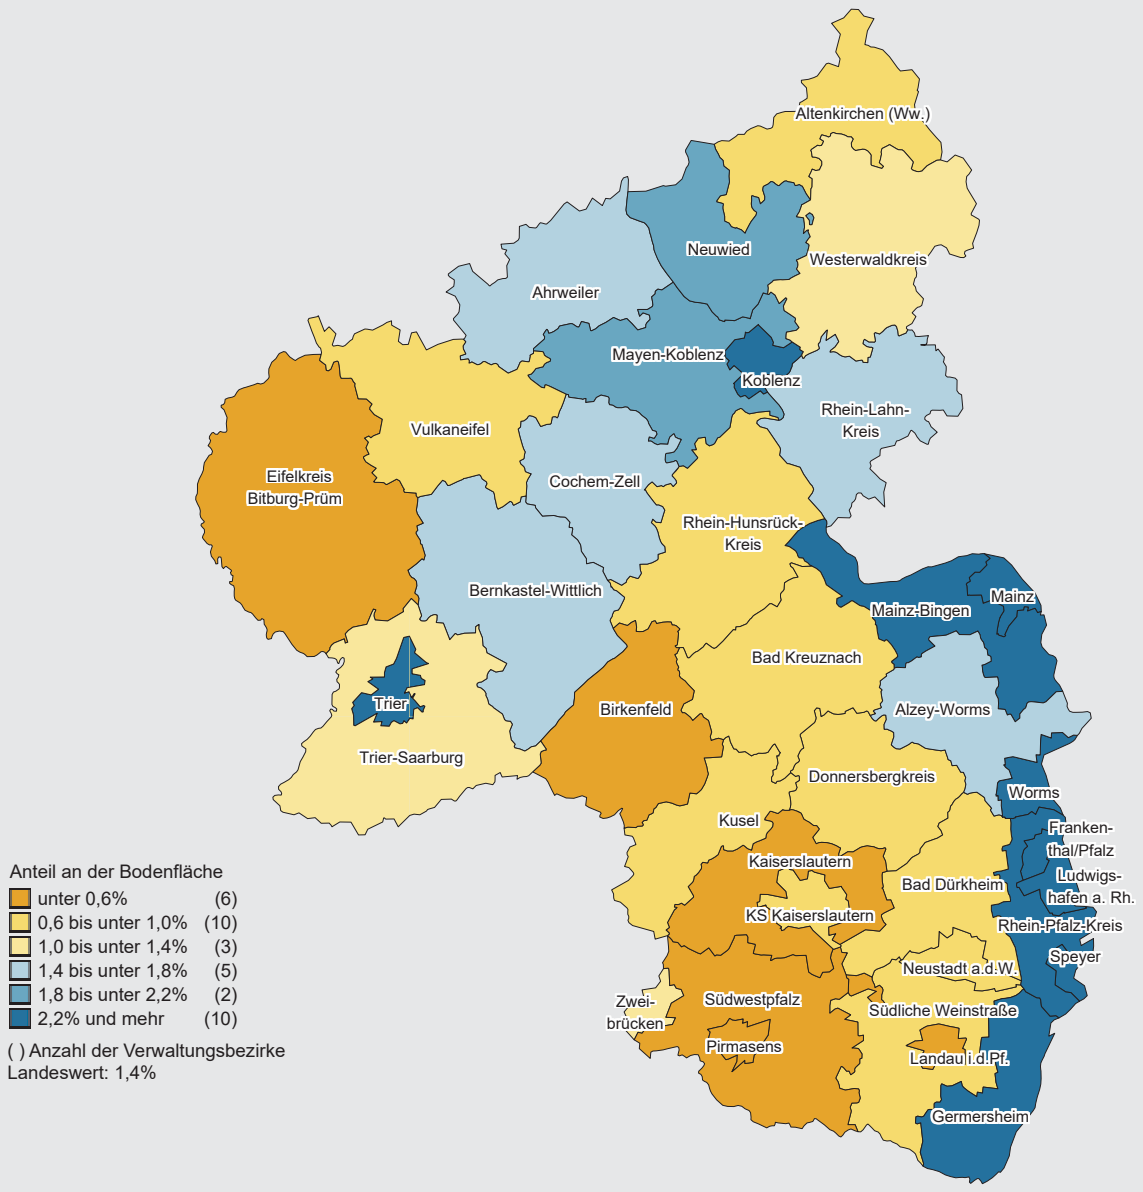 Altenkirchen (Ww.)
Neuwied
Westerwaldkreis
Ahrweiler
Mayen-Koblenz
Koblenz
Rhein-Lahn-
Kreis
Vulkaneifel
Eifelkreis
Bitburg-Prüm
Cochem-Zell
Rhein-Hunsrück-
Kreis
Bernkastel-Wittlich
Mainz-Bingen
Mainz
Bad Kreuznach
Trier
Birkenfeld
Alzey-Worms
Trier-Saarburg
Donnersbergkreis
Worms
Kusel
Franken-
thal/Pfalz
Kaiserslautern
Ludwigs-
hafen a. Rh.
Bad Dürkheim
KS Kaiserslautern
Rhein-Pfalz-Kreis
Speyer
Neustadt a.d.W.
Zwei-
brücken
Südwestpfalz
Südliche Weinstraße
Pirmasens
Landau i.d.Pf.
Germersheim
Anteil an der Bodenfläche
unter 0,6% (6)
0,6 bis unter 1,0% (10)
1,0 bis unter 1,4% (3)
1,4 bis unter 1,8% (5)
1,8 bis unter 2,2% (2)
2,2% und mehr (10)
( ) Anzahl der Verwaltungsbezirke
Landeswert: 1,4%